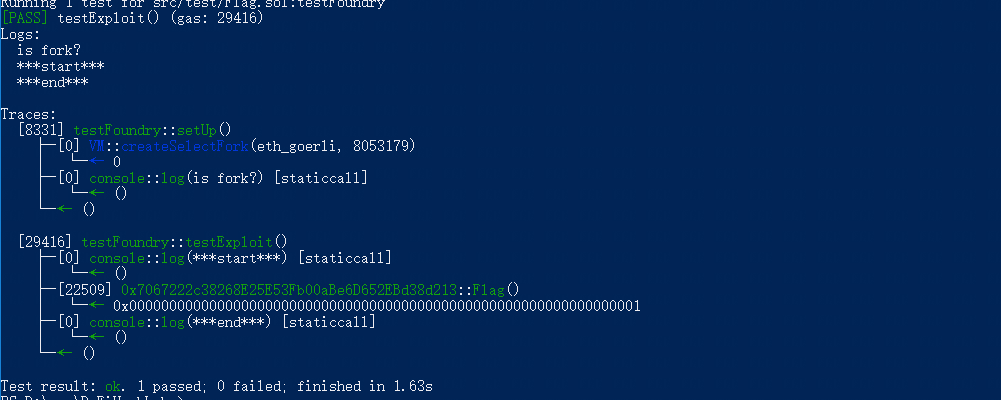 Running 1 test for src/test/Flag.sol:testFoundry
[PASS] testExploit() (gas: 29416)
Logs:
is fork?
***start***
***end***
Traces:
[8331] testFoundry::setUp()
├─[0] VM::createSelectFork(eth_goerli, 8053179)
│ └─← 0
├─[0] console::log(is fork?) [staticcall]
│ └─← ()
└─← ()
[29416] testFoundry::testExploit()
├─[0] console::log(***start***) [staticcall]
│ └─← ()
├─[22509] 0x7067222c38268E25E53Fb00aBe6D652EBd38d213::Flag()
│ └─← 0x0000000000000000000000000000000000000000000000000000000000000001
├─[0] console::log(***end***) [staticcall]
│ └─← ()
└─← ()
Test result: ok. 1 passed; 0 failed; finished in 1.63s